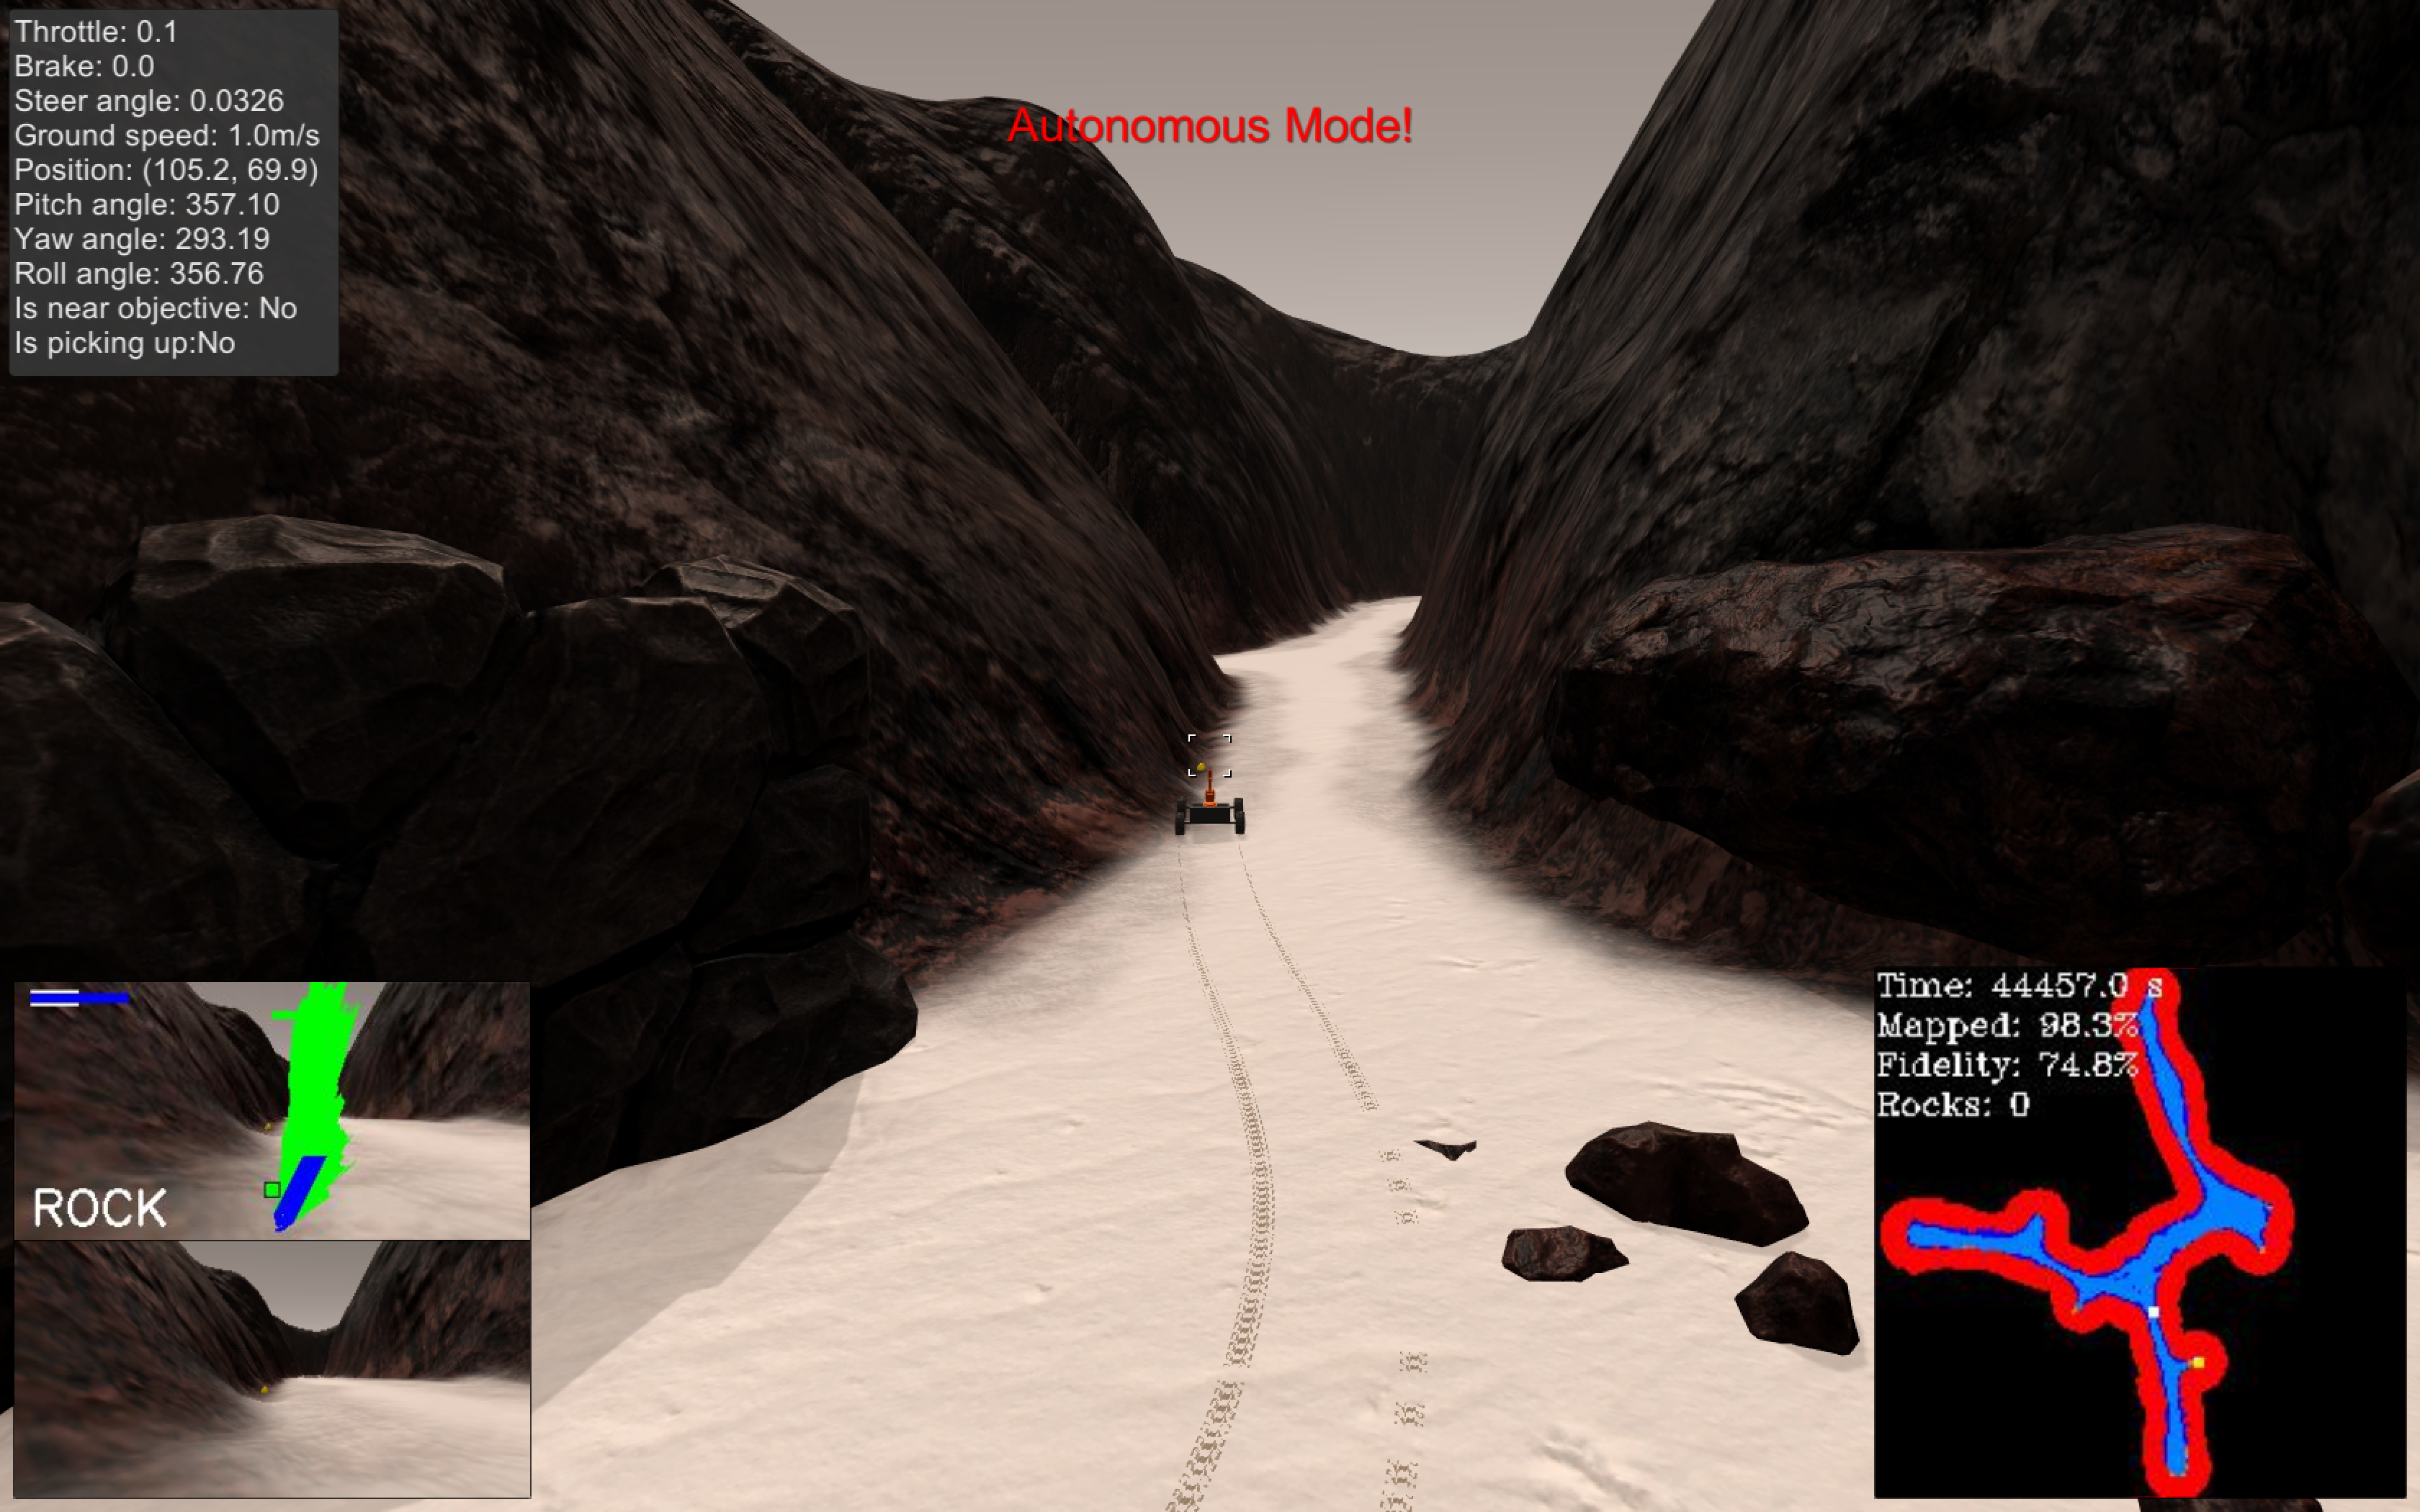 Throttle: 0.1
Brake: 0.0
Steer angle: 0.0326
Ground speed: 1.0m/s
Position: (105.2, 69.9)
Pitch angle: 357.10
Yaw angle: 293.19
Roll angle: 356.76
Is near objective: No
Is picking up:No
Autonomous Mode!
ROCK
Time: 44457.0 s
Mapped: 98.3%
Fidelity: 74.8%
Rocks: 0